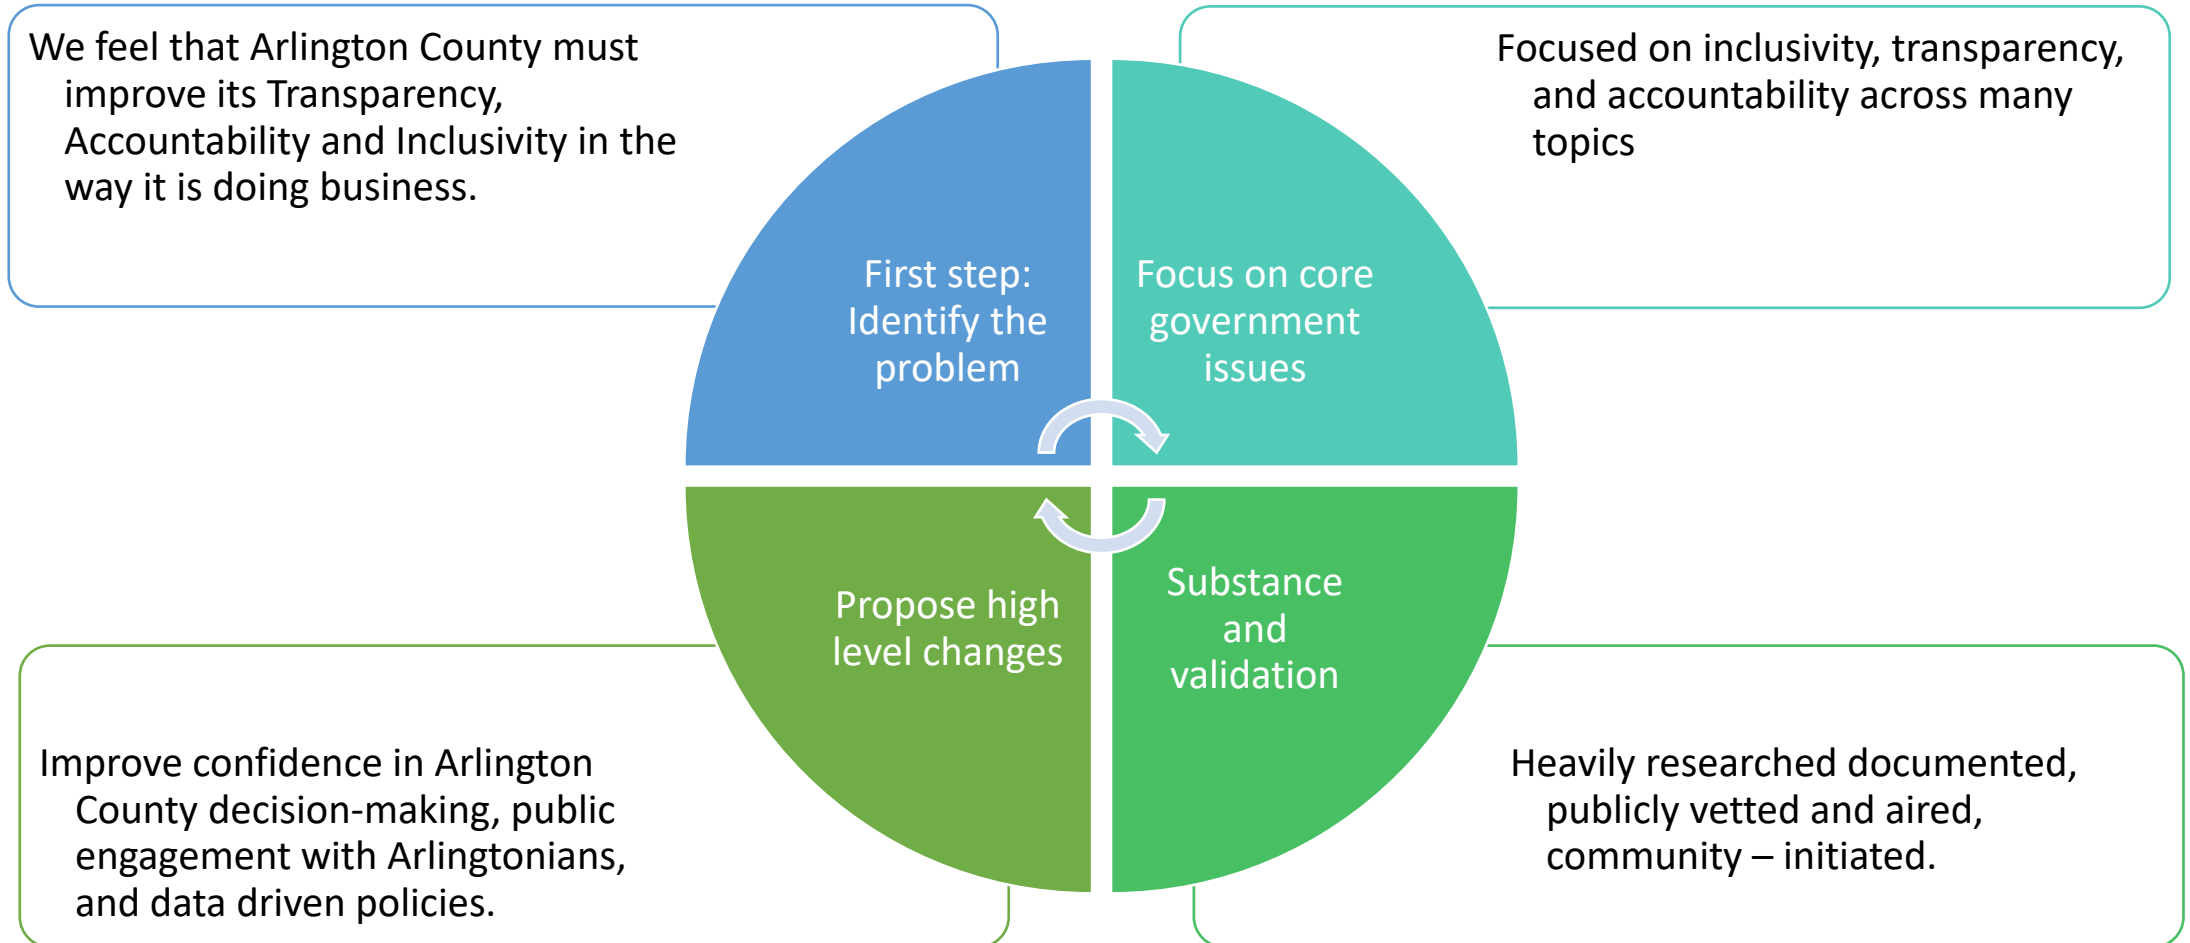 We feel that Arlington County must
improve its Transparency,
Accountability and Inclusivity in the
way it is doing business.
Focused on inclusivity, transparency,
and accountability across many
topics
First step:
Identify the
problem
Focus on core
government
issues
Propose high
level changes
Substance
and
validation
Improve confidence in Arlington
County decision-making, public
engagement with Arlingtonians,
and data driven policies.
Heavily researched documented,
publicly vetted and aired,
community – initiated.